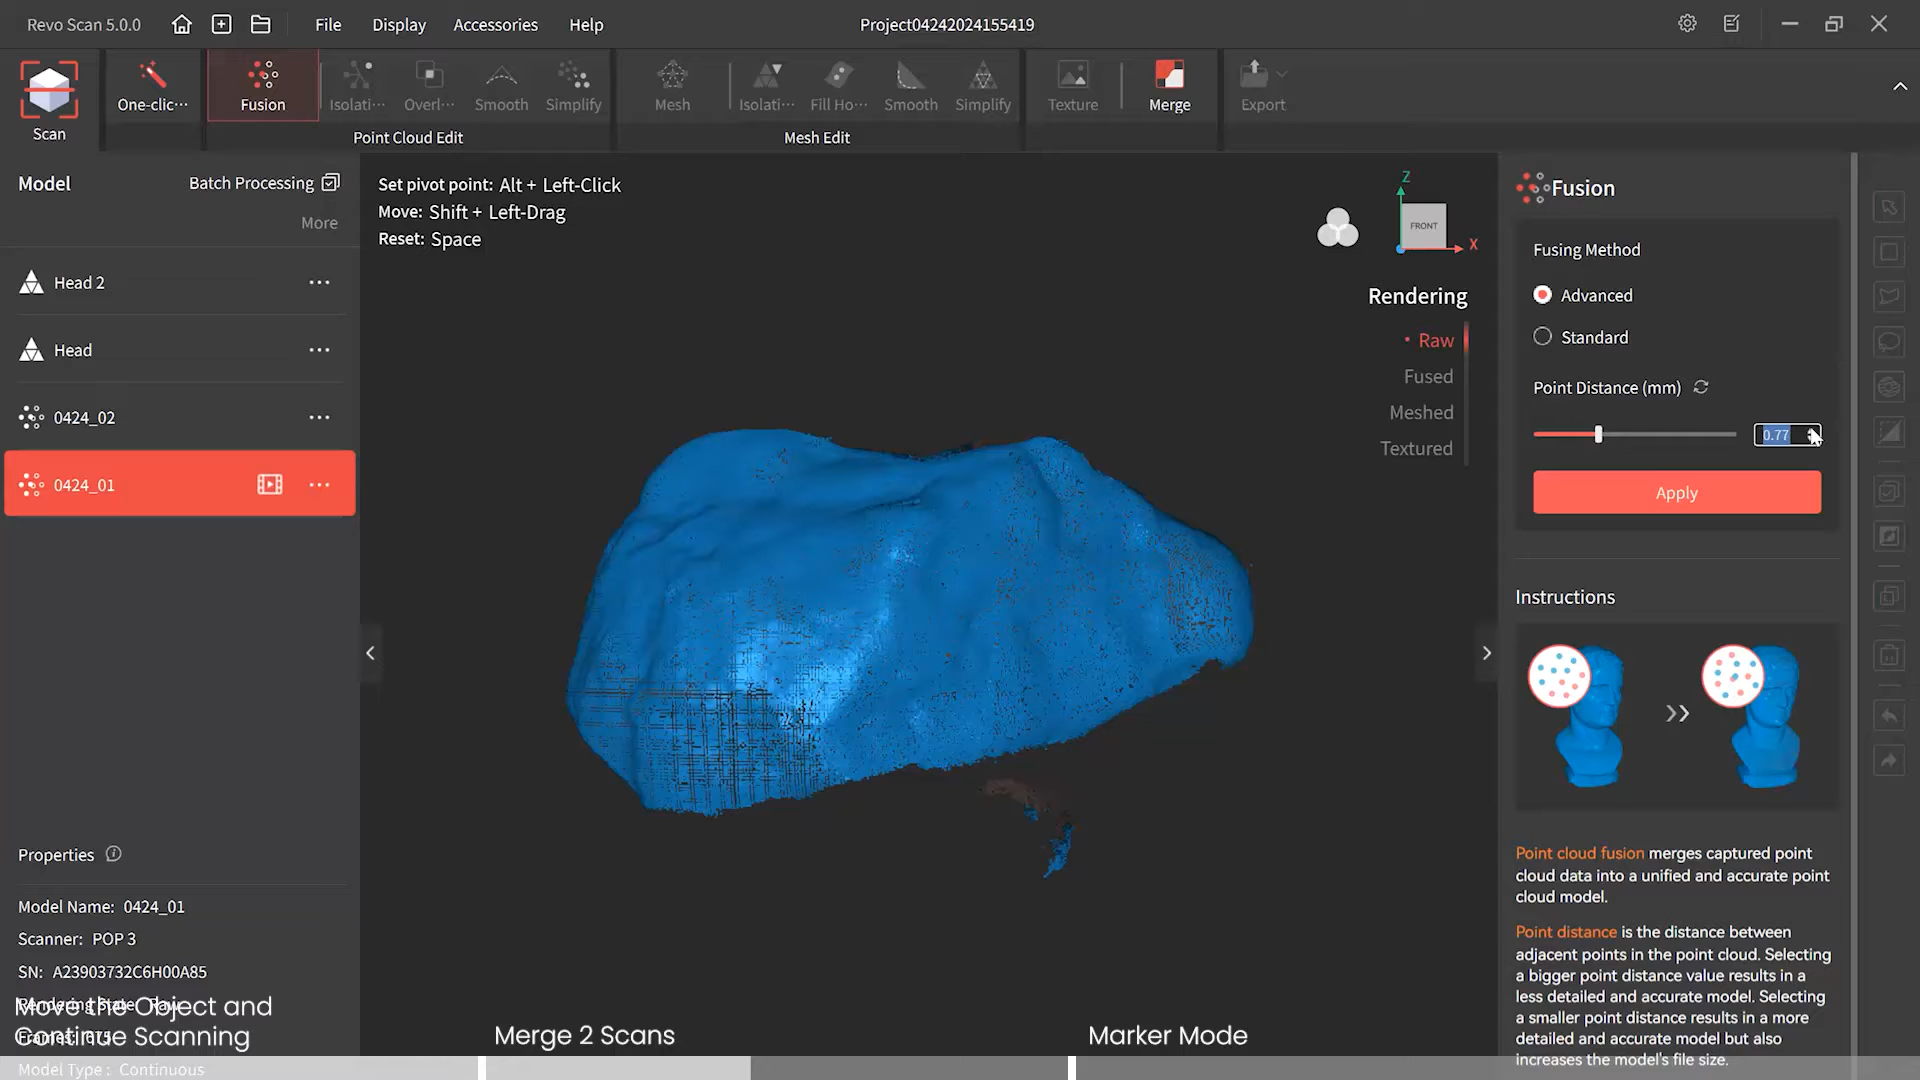 Revo Scan 5.0.0
File
Display
Accessories
Help
Project04242024155419
Scan
One-clic···
Fusion
Isolati···
Overl···
Smooth
Simplify
Point Cloud Edit
Mesh
Isolati···
Fill Ho···
Smooth
Simplify
Mesh Edit
Texture
Merge
Export
Model
Batch Processing
More
Head 2
Head
0424_02
0424_01
Properties
Model Name: 0424_01
Scanner: POP 3
SN: A23903732C6H00A85
Rendering State: Raw
Move the Object and
Continue Scanning
Model Type : Continuous
Set pivot point: Alt + Left-Click
Move: Shift + Left-Drag
Reset: Space
Z
FRONT
X
Rendering
• Raw
Fused
Meshed
Textured
Merge 2 Scans
Marker Mode
Fusion
Fusing Method
Advanced
Standard
Point Distance (mm)
0.77
Apply
Instructions
Point cloud fusion merges captured point
cloud data into a unified and accurate point
cloud model.
Point distance is the distance between
adjacent points in the point cloud. Selecting
a bigger point distance value results in a
less detailed and accurate model. Selecting
a smaller point distance results in a more
detailed and accurate model but also
increases the model's file size.